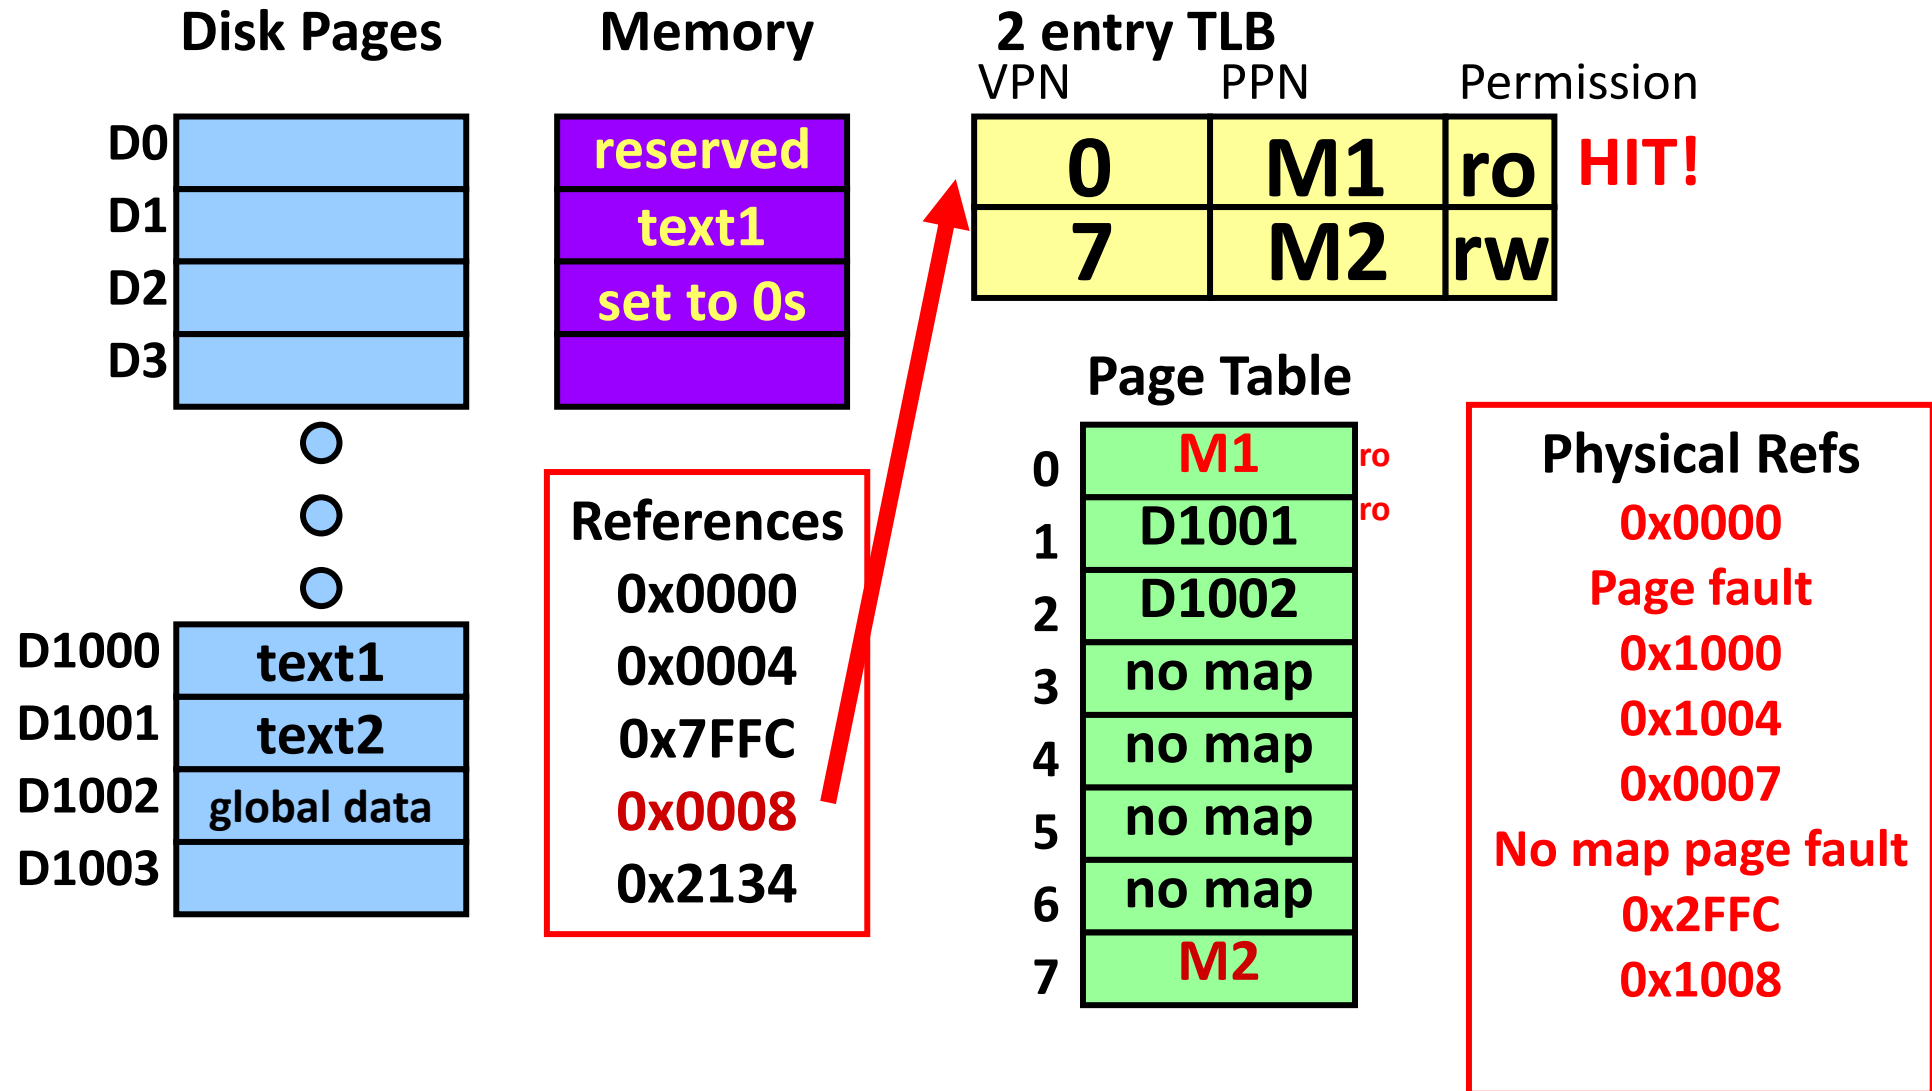 Disk Pages
D0
D1
D2
D3
D1000 text1
D1001 text2
D1002 global data
D1003
Memory
reserved
text1
set to 0s
References
0x0000
0x0004
0x7FFC
0x0008
0x2134
2 entry TLB
VPN PPN Permission
0 M1 ro HIT!
7 M2 rw
Page Table
0 M1 ro
1 D1001 ro
2 D1002
3 no map
4 no map
5 no map
6 no map
7 M2
Physical Refs
0x0000
Page fault
0x1000
0x1004
0x0007
No map page fault
0x2FFC
0x1008